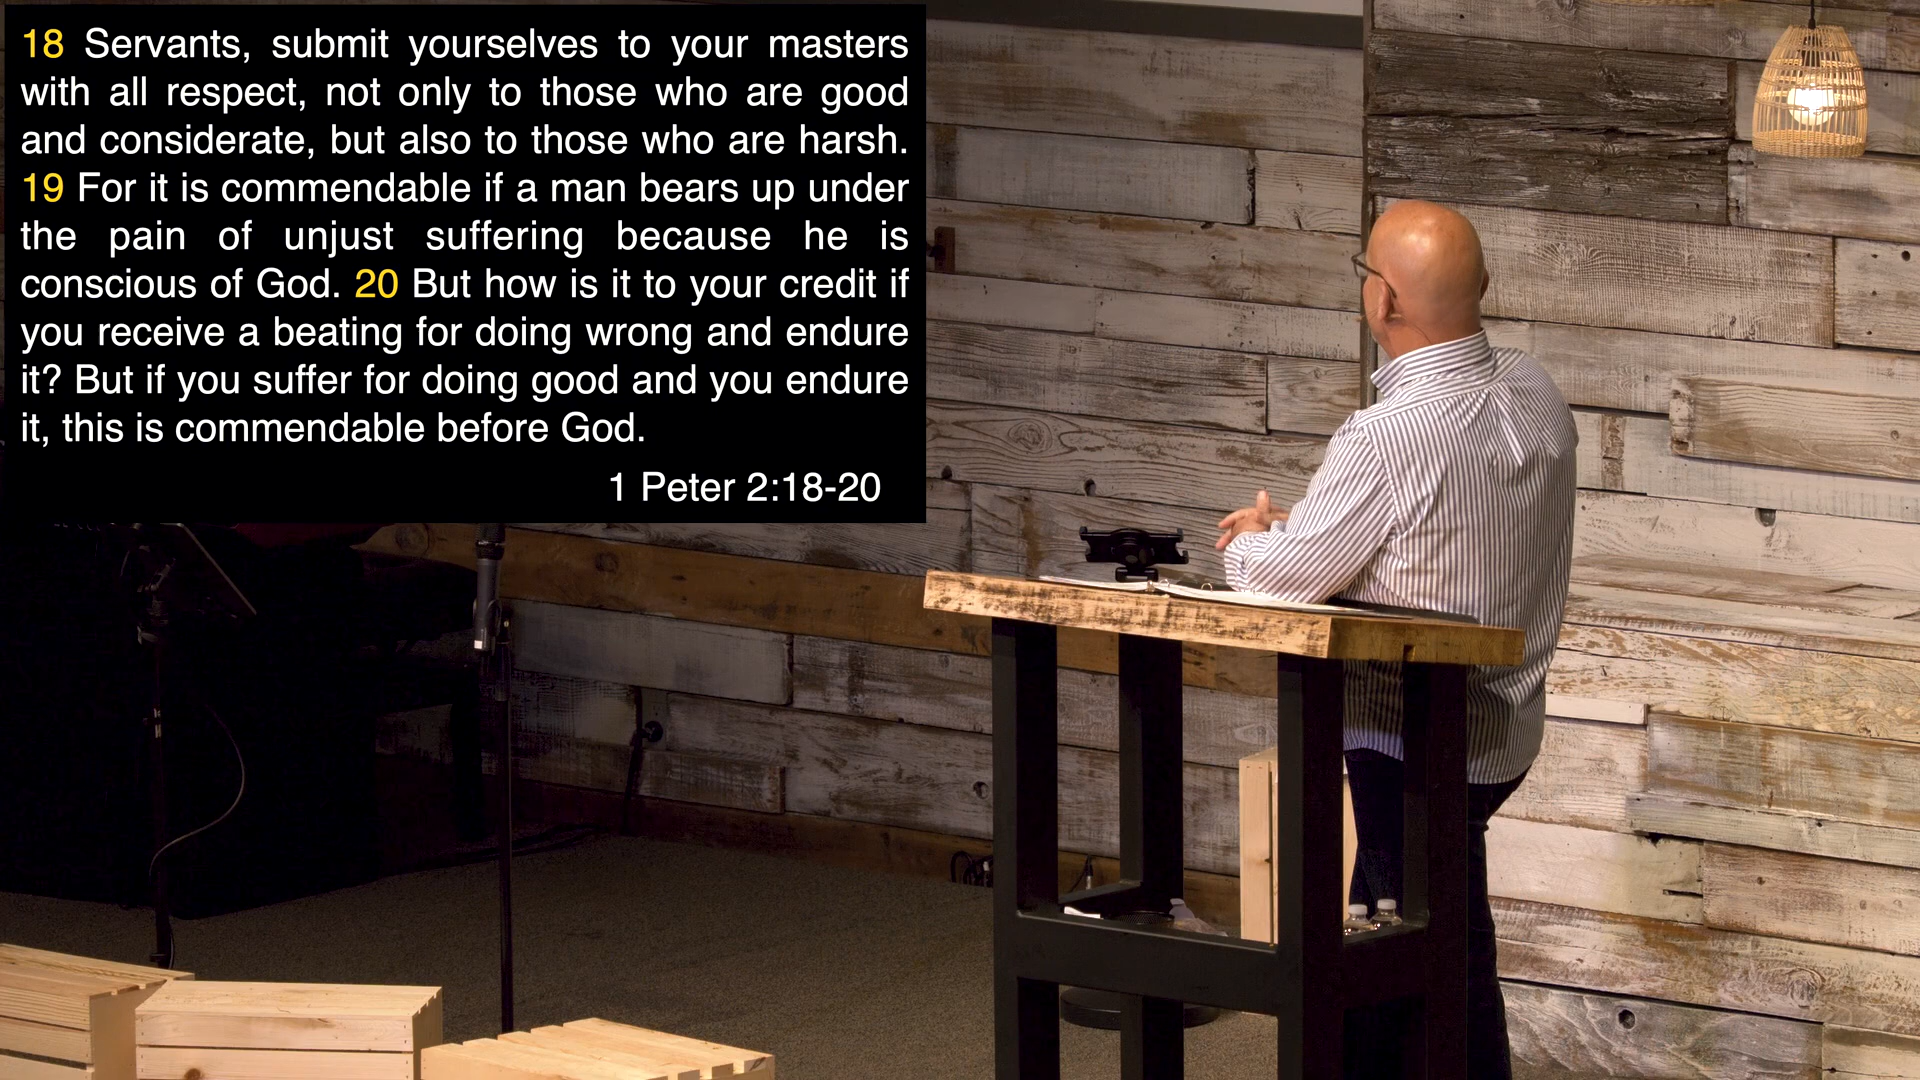 18 Servants, submit yourselves to your masters
with all respect, not only to those who are good
and considerate, but also to those who are harsh.
19 For it is commendable if a man bears up under
the pain of unjust suffering because he is
conscious of God. 20 But how is it to your credit if
you receive a beating for doing wrong and endure
it? But if you suffer for doing good and you endure
it, this is commendable before God.
1 Peter 2:18-20